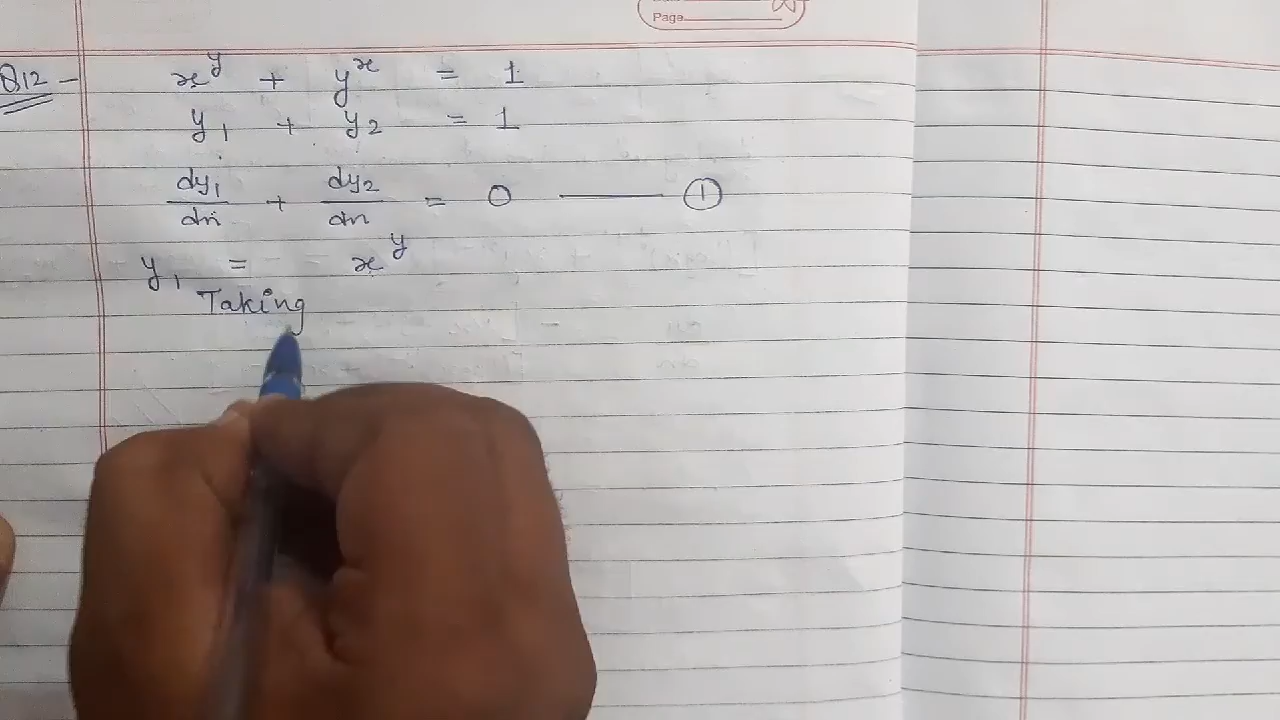 Page
Q12 - x^y + y^x = 1
y₁ + y₂ = 1
dy₁/dx + dy₂/dx = 0 —— ①
y₁ = x^y
Taking